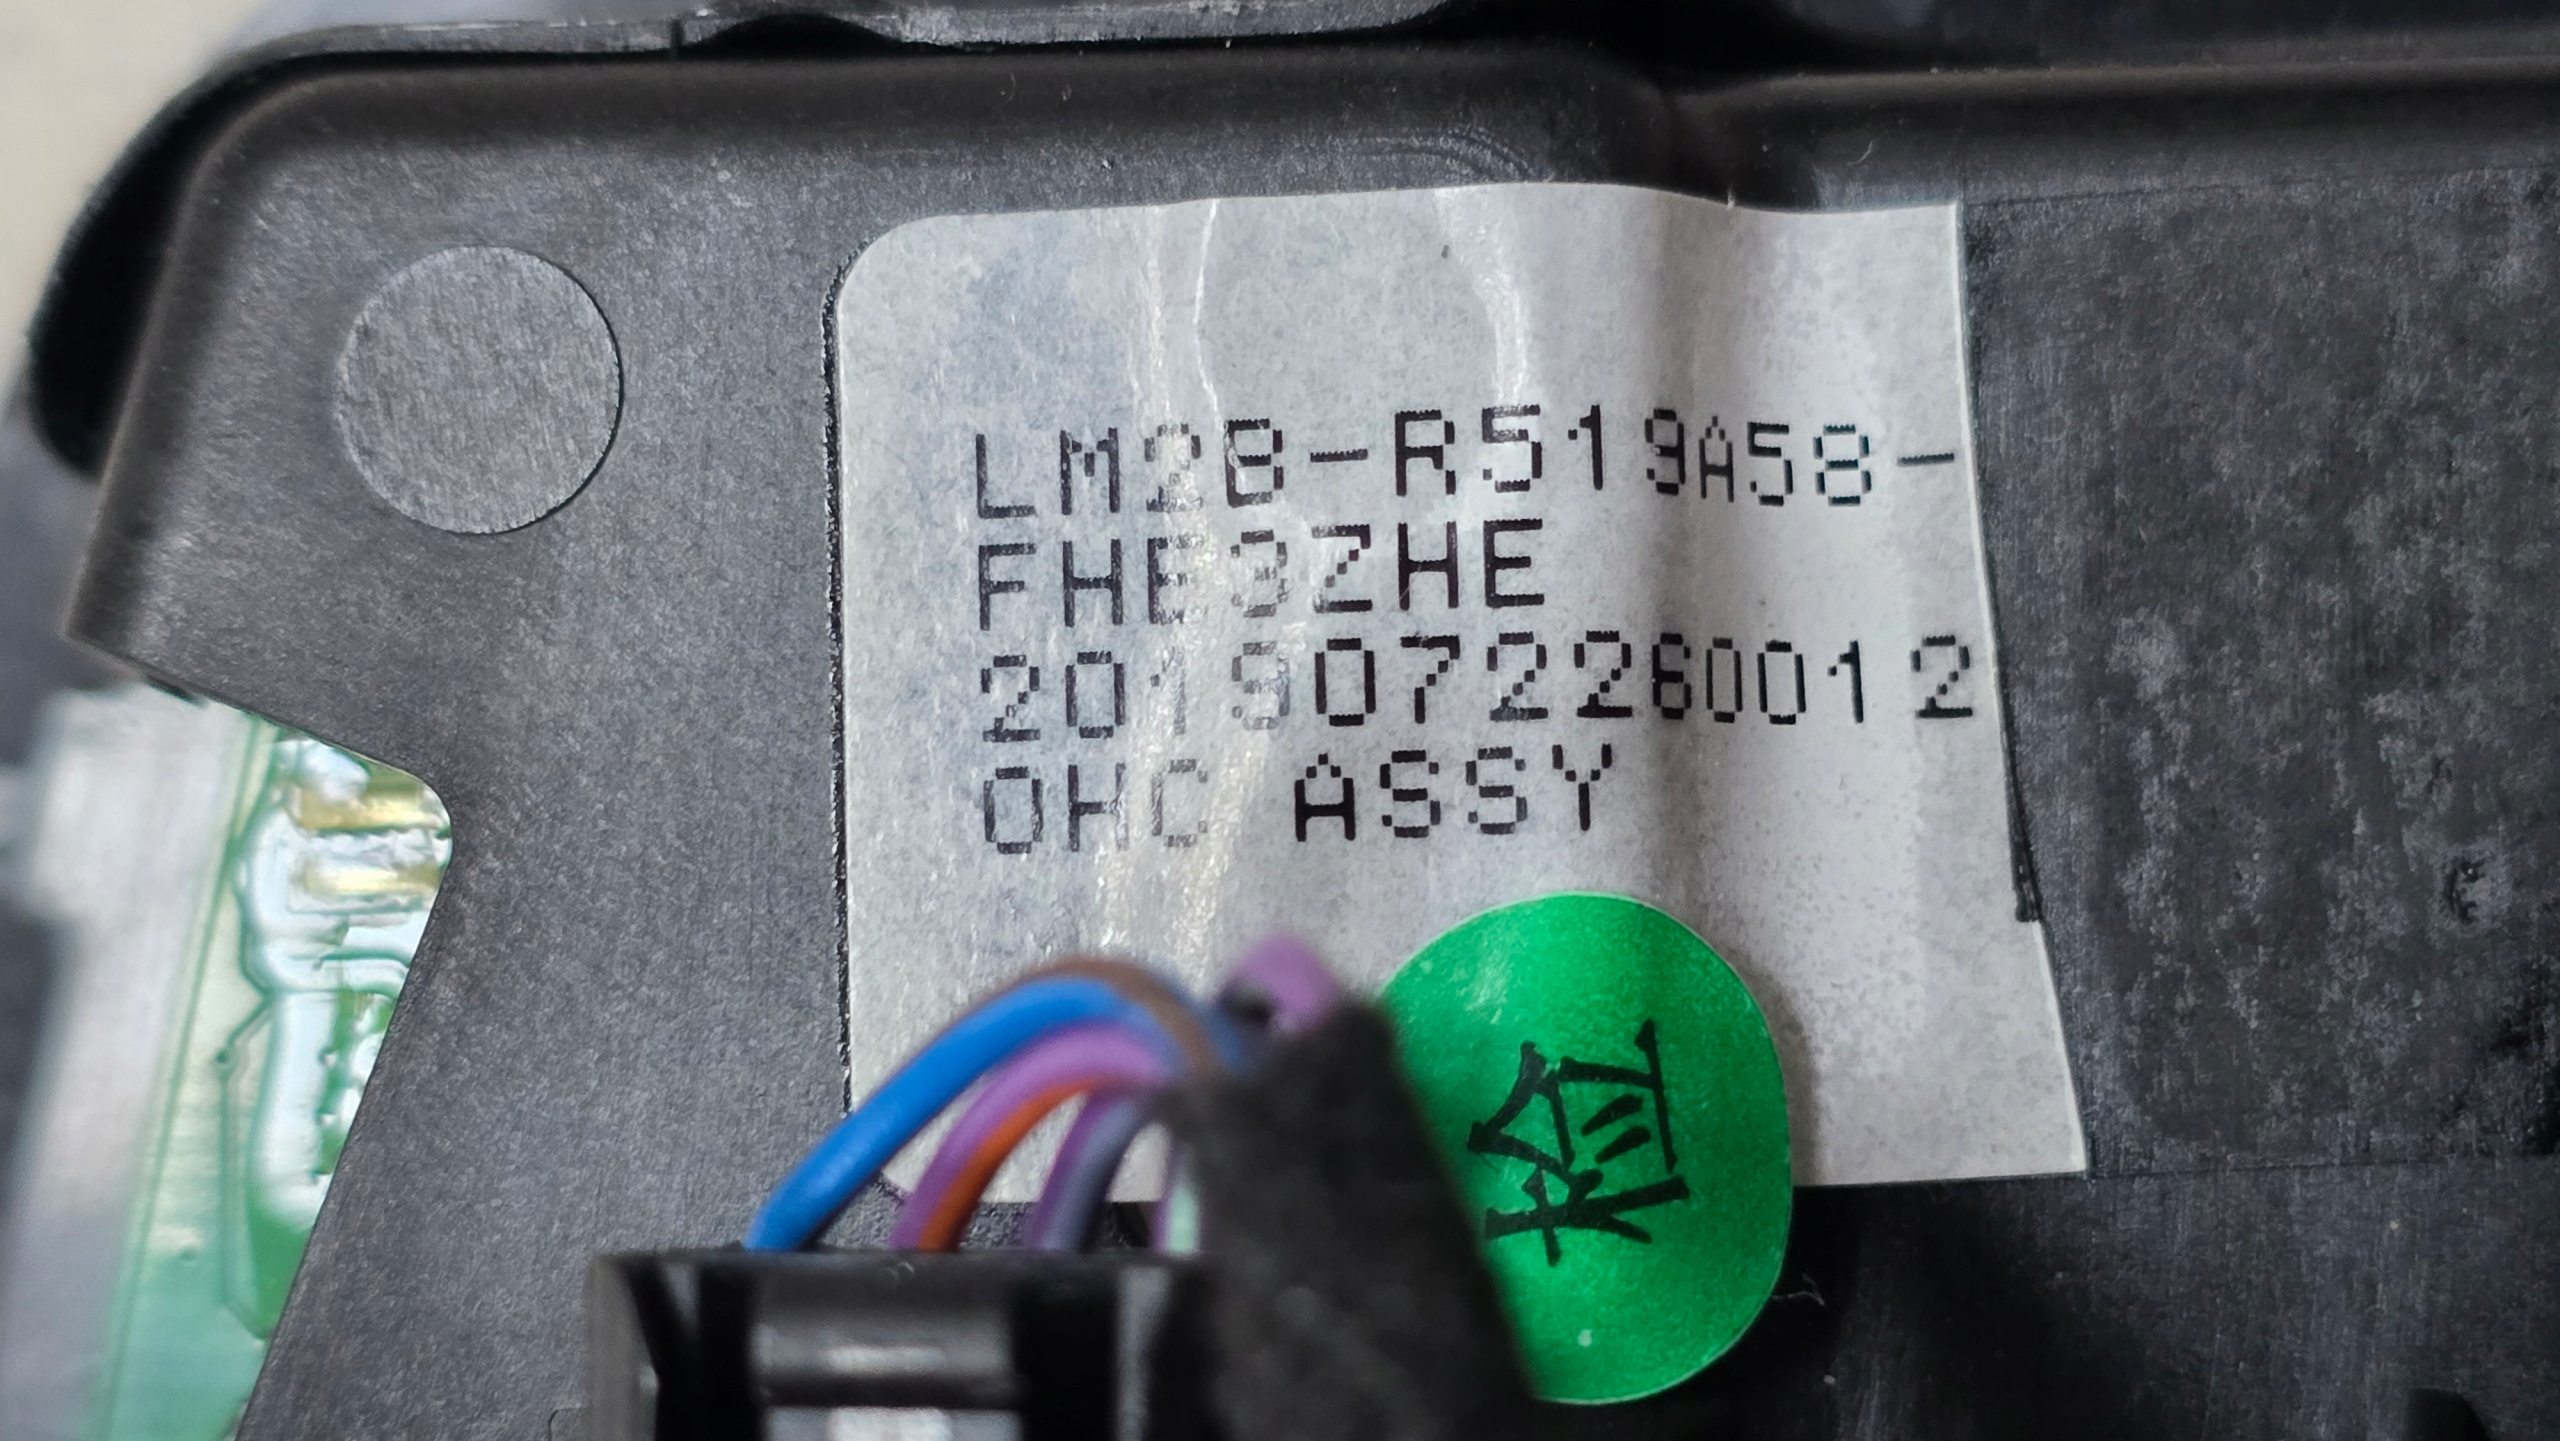 LM2B-R519A58-
FHE3ZHE
2019072260012
OHC ASSY
检